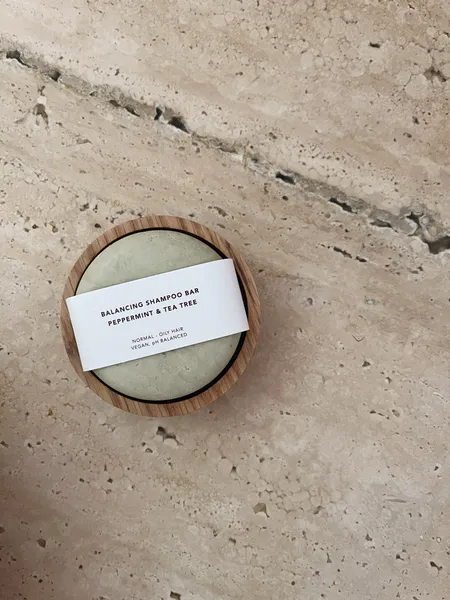 BALANCING SHAMPOO BAR
PEPPERMINT & TEA TREE
NORMAL - OILY HAIR
VEGAN, pH BALANCED